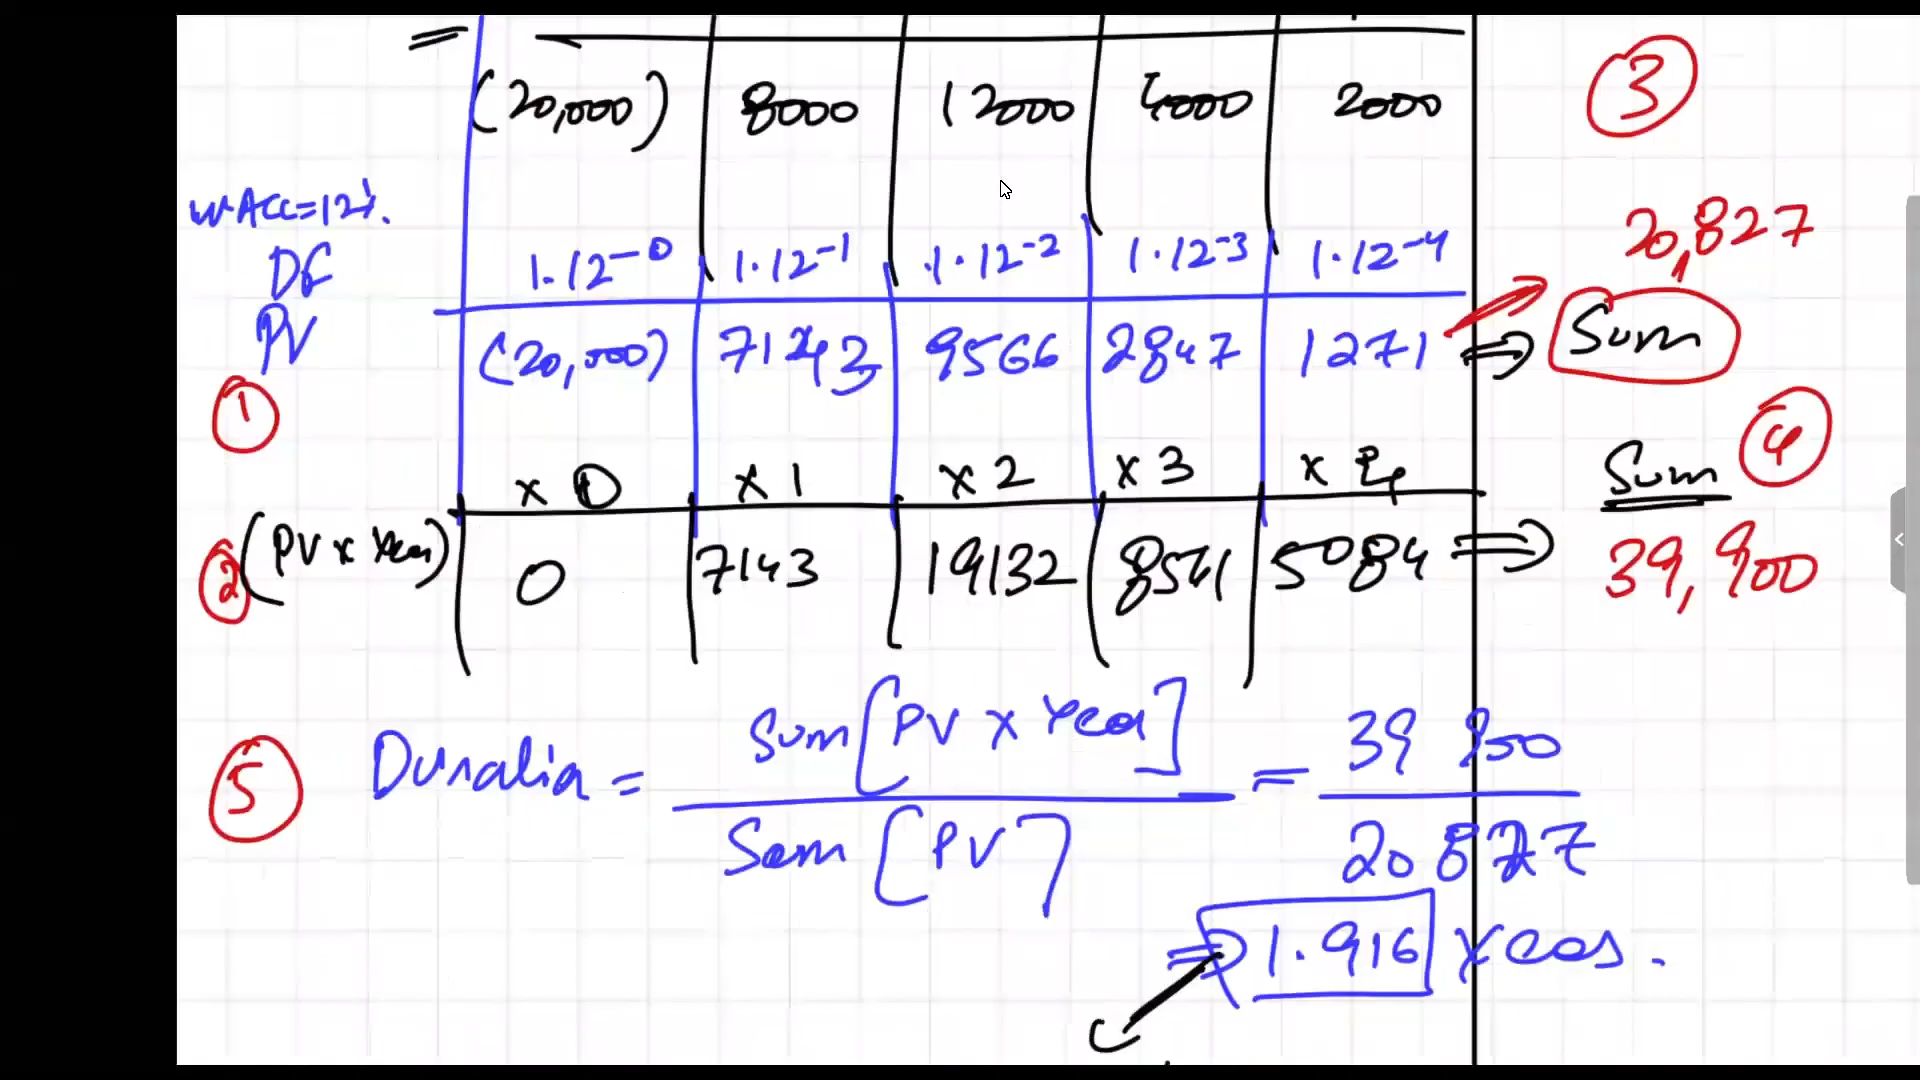 (20,000) 8000 12000 4000 2000 3
WACC=12%.
20,827
DF 1.12-0 1.12-1 1.12-2 1.12-3 1.12-4
PV (20,000) 7143 9566 2847 1271 ⇒ Sum
1
x 0 x 1 x 2 x 3 x 4 Sum 4
2 (PV x Year) 0 7143 19132 8541 5084 ⇒ 39,900
5 Duration = Sum[PV x Year] = 39 900
Sum [PV] 20 827
⇒ 1.916 years.